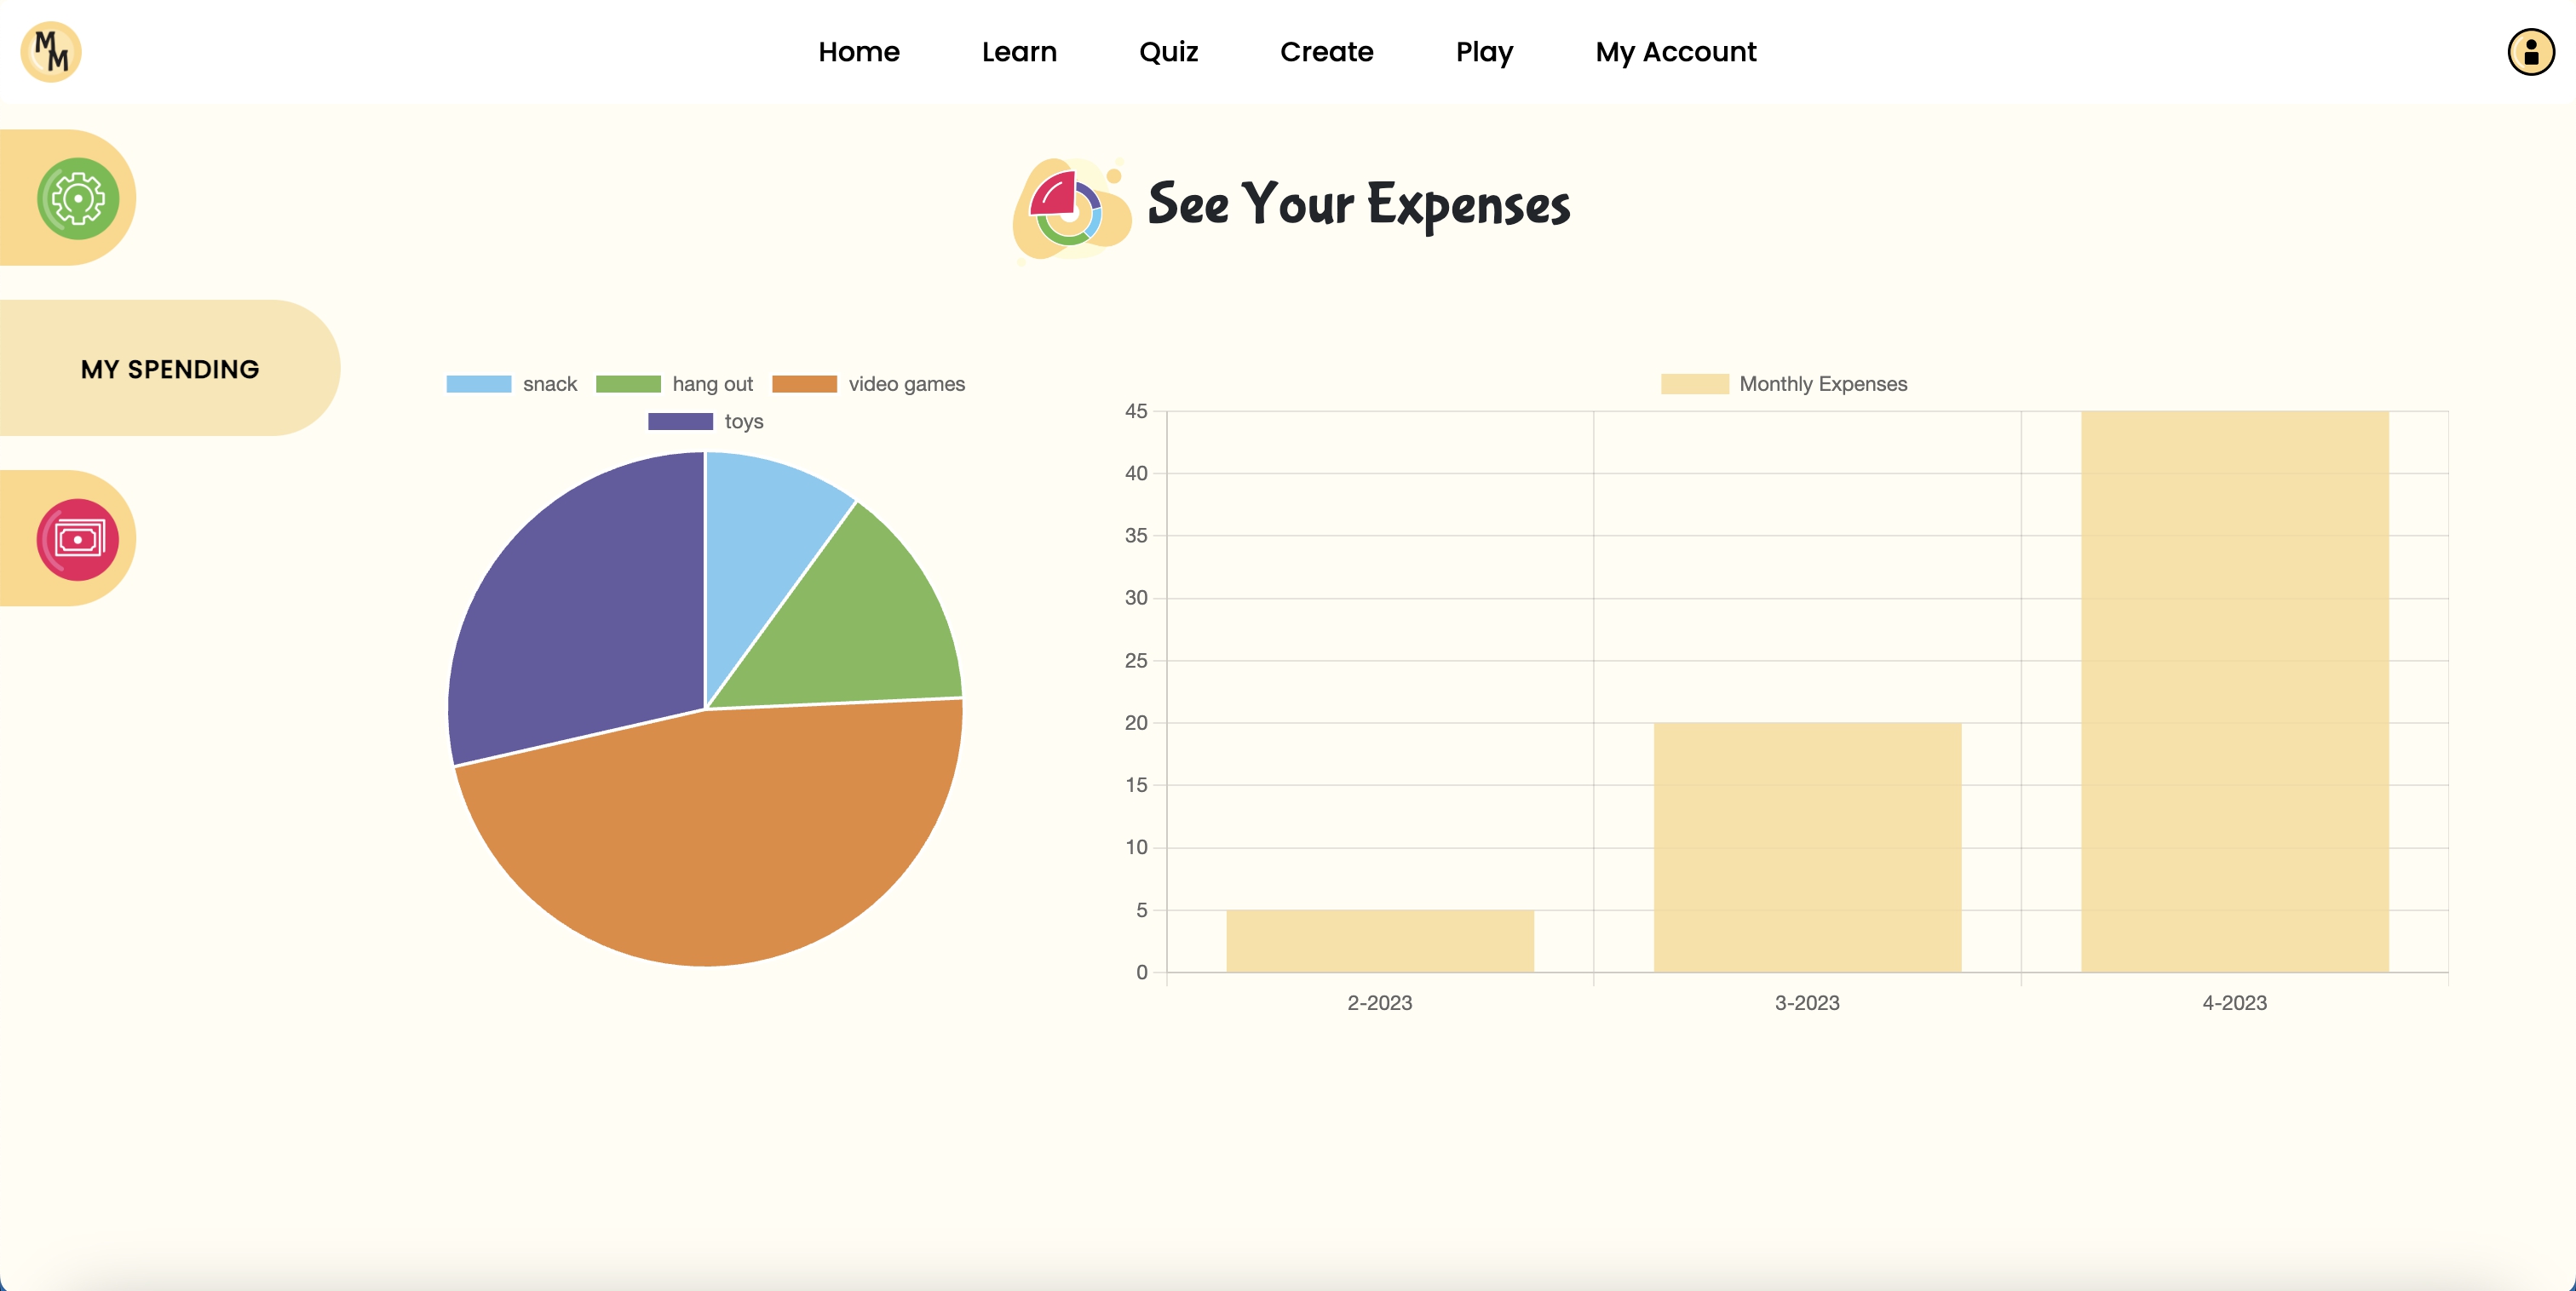 M
M
Home Learn Quiz Create Play My Account
See Your Expenses
MY SPENDING
snack hang out video games
toys
Monthly Expenses
45
40
35
30
25
20
15
10
5
0
2-2023 3-2023 4-2023